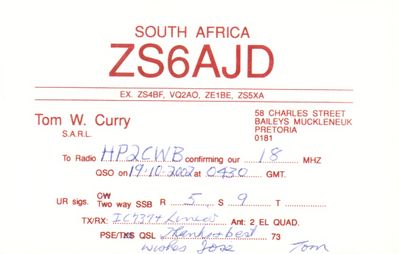 SOUTH AFRICA
ZS6AJD
EX. ZS4BF, VQ2AO, ZE1BE, ZS5XA
Tom W. Curry
S.A.R.L.
58 CHARLES STREET
BAILEYS MUCKLENEUK
PRETORIA
0181
To Radio HP2CWB confirming our 18 MHZ
QSO on 19-10-2002 at 0430 GMT.
CW
UR sigs. Two way SSB R 5 S 9 T
TX/RX: IC737+Linear Ant: 2 EL QUAD.
PSE/TKS QSL Thanks + best 73
wishes Jose Tom